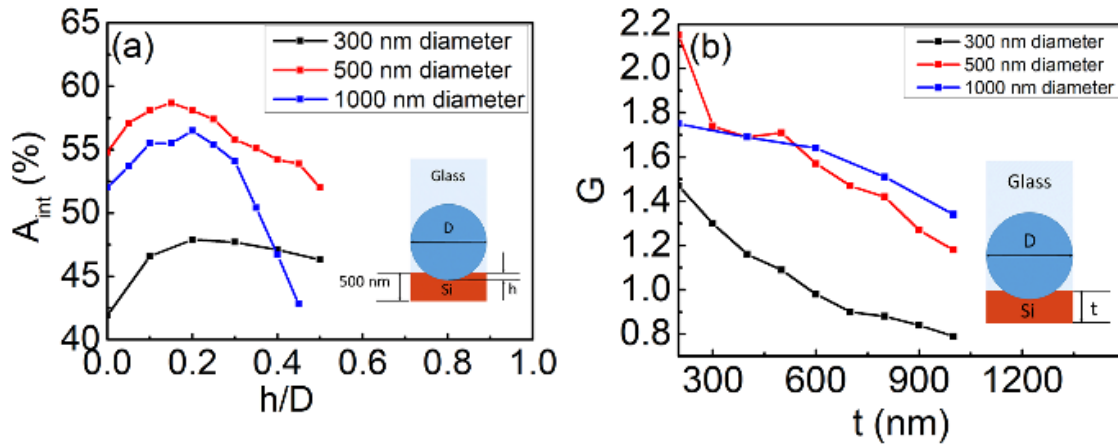 (a)
300 nm diameter
500 nm diameter
1000 nm diameter
65
60
55
50
45
40
A_int (%)
0.0 0.2 0.4 0.6 0.8 1.0
h/D
Glass
D
500 nm
Si
h
(b)
300 nm diameter
500 nm diameter
1000 nm diameter
2.2
2.0
1.8
1.6
1.4
1.2
1.0
0.8
G
300 600 900 1200
t (nm)
Glass
D
Si
t